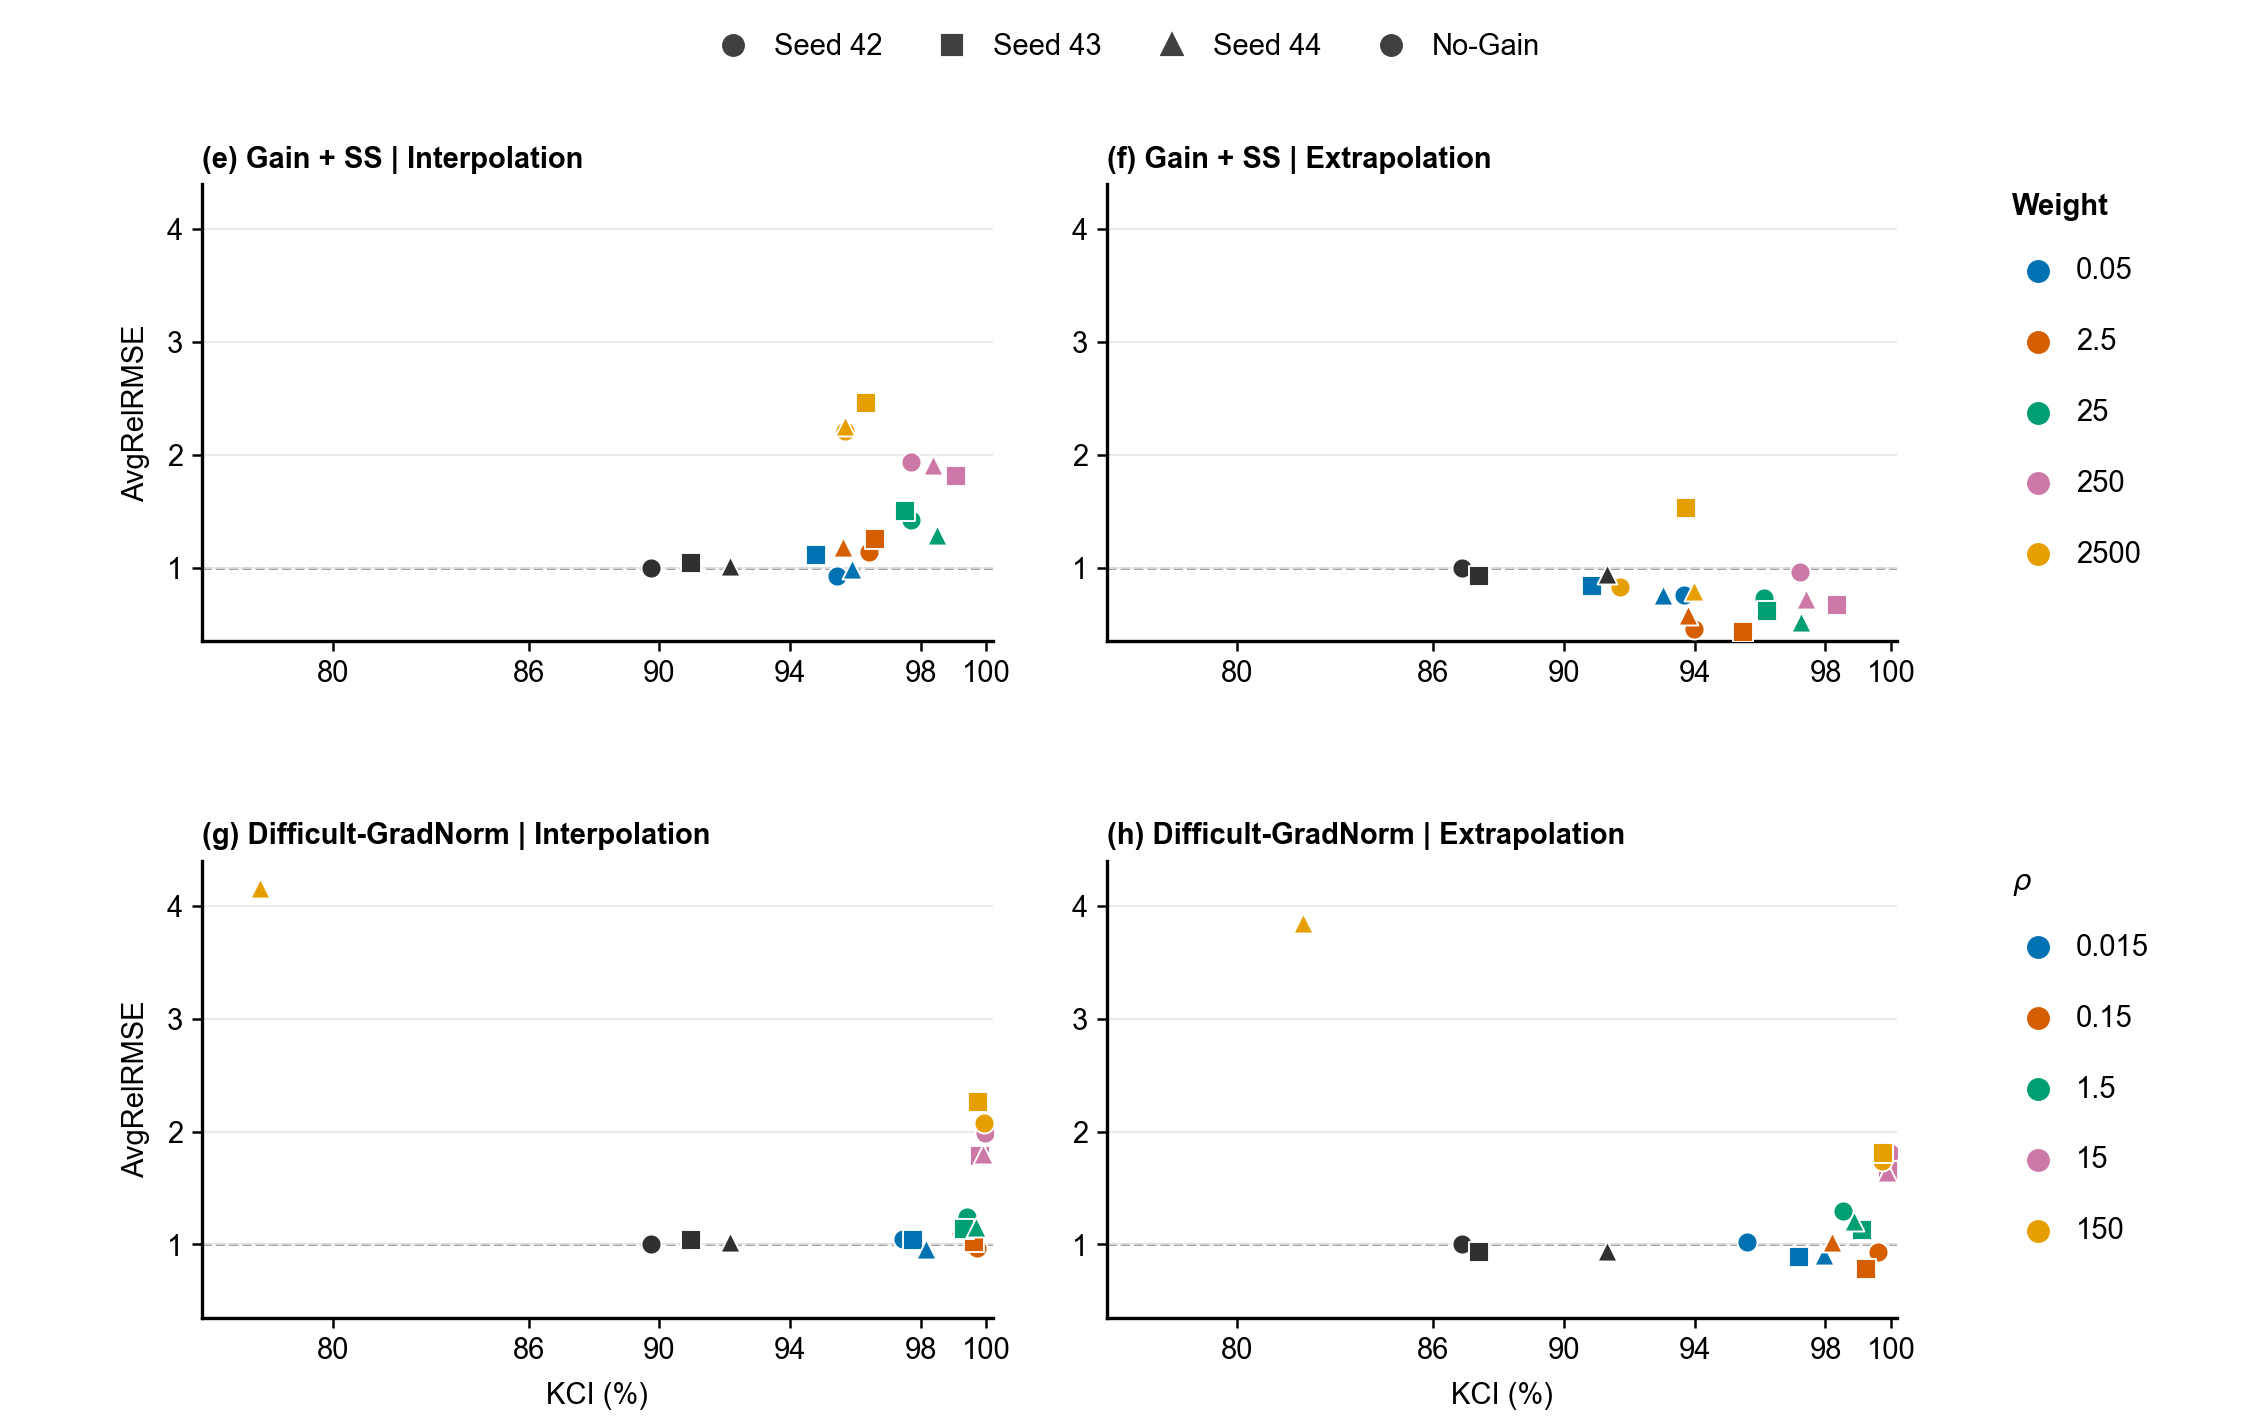 Seed 42 Seed 43 Seed 44 No-Gain
(e) Gain + SS | Interpolation
AvgRelRMSE
4
3
2
1
80 86 90 94 98 100
(f) Gain + SS | Extrapolation
4
3
2
1
80 86 90 94 98 100
Weight
0.05
2.5
25
250
2500
(g) Difficult-GradNorm | Interpolation
AvgRelRMSE
4
3
2
1
80 86 90 94 98 100
KCI (%)
(h) Difficult-GradNorm | Extrapolation
4
3
2
1
80 86 90 94 98 100
KCI (%)
ρ
0.015
0.15
1.5
15
150